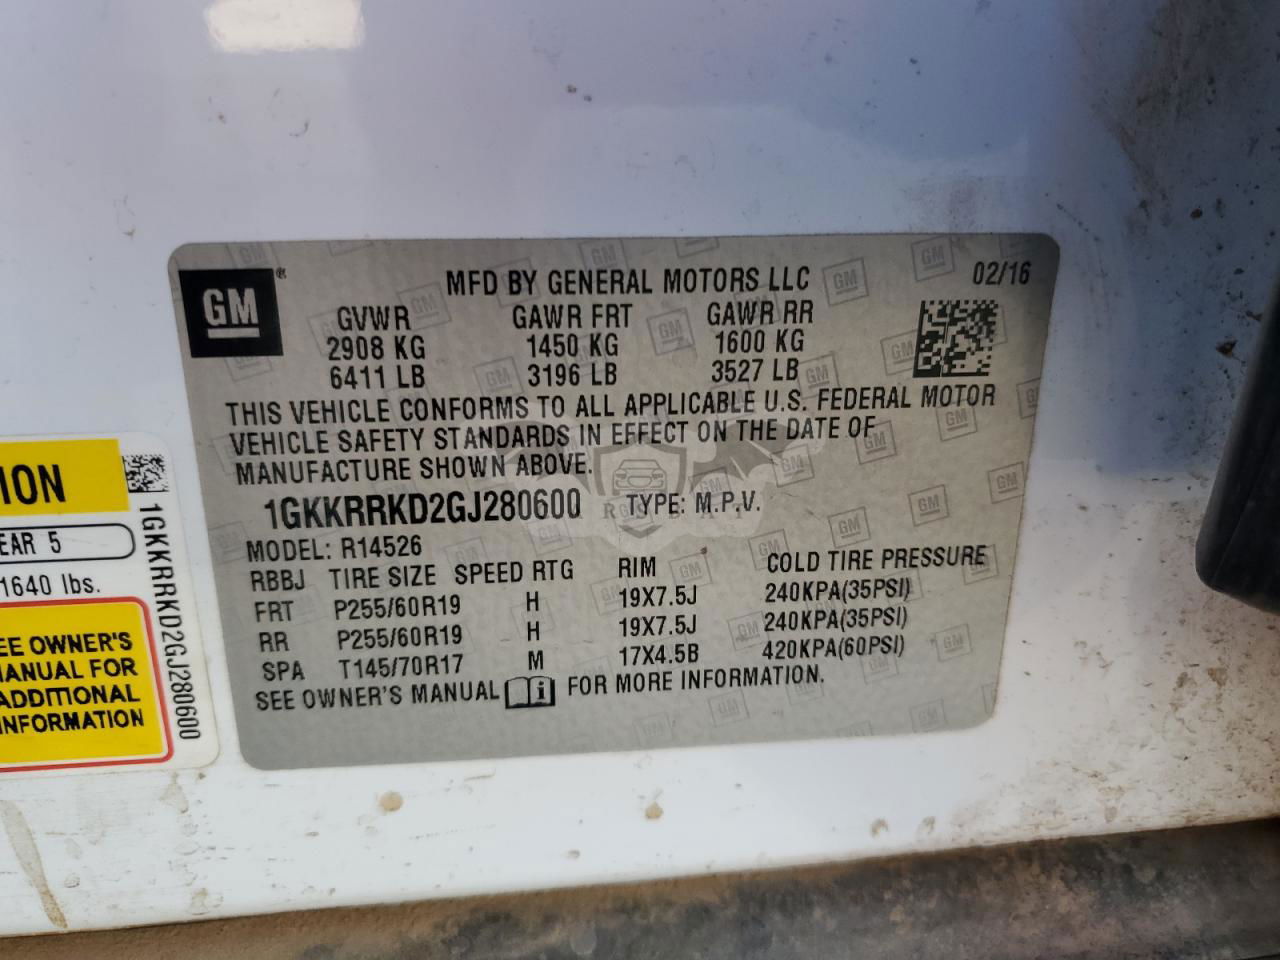 GM ®
MFD BY GENERAL MOTORS LLC 02/16
GVWR GAWR FRT GAWR RR
2908 KG 1450 KG 1600 KG
6411 LB 3196 LB 3527 LB
THIS VEHICLE CONFORMS TO ALL APPLICABLE U.S. FEDERAL MOTOR
VEHICLE SAFETY STANDARDS IN EFFECT ON THE DATE OF
MANUFACTURE SHOWN ABOVE.
1GKKRRKD2GJ280600 TYPE: M.P.V.
MODEL: R14526
RBBJ TIRE SIZE SPEED RTG RIM COLD TIRE PRESSURE
FRT P255/60R19 H 19X7.5J 240KPA(35PSI)
RR P255/60R19 H 19X7.5J 240KPA(35PSI)
SPA T145/70R17 M 17X4.5B 420KPA(60PSI)
SEE OWNER'S MANUAL i FOR MORE INFORMATION.
ION
EAR 5
1640 lbs.
EE OWNER'S
ANUAL FOR
ADDITIONAL
INFORMATION
1GKKRRKD2GJ280600